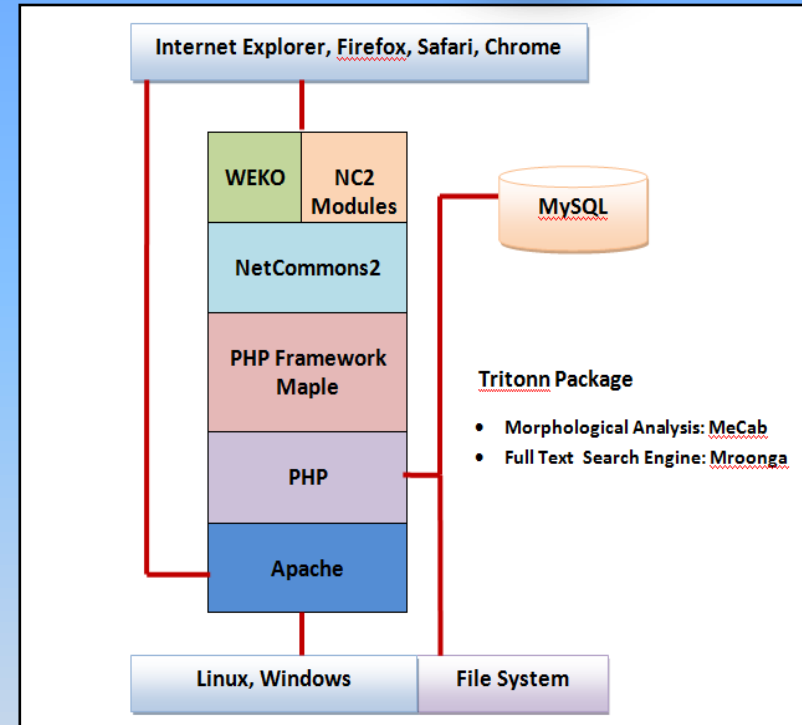 Internet Explorer, Firefox, Safari, Chrome
WEKO
NC2
Modules
MySQL
NetCommons2
PHP Framework
Maple
Tritonn Package
• Morphological Analysis: MeCab
• Full Text Search Engine: Mroonga
PHP
Apache
Linux, Windows
File System